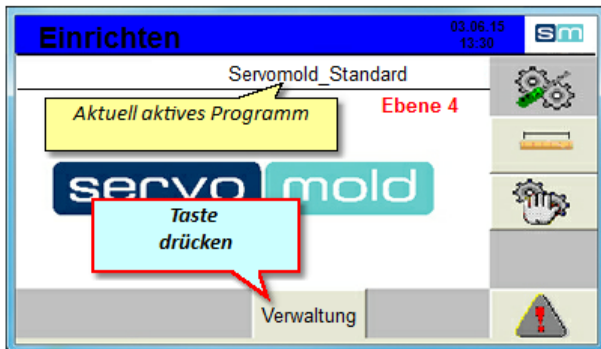 Einrichten
03.06.15
13:30
sm
Servomold_Standard
Aktuell aktives Programm
Ebene 4
servo mold
Taste
drücken
Verwaltung